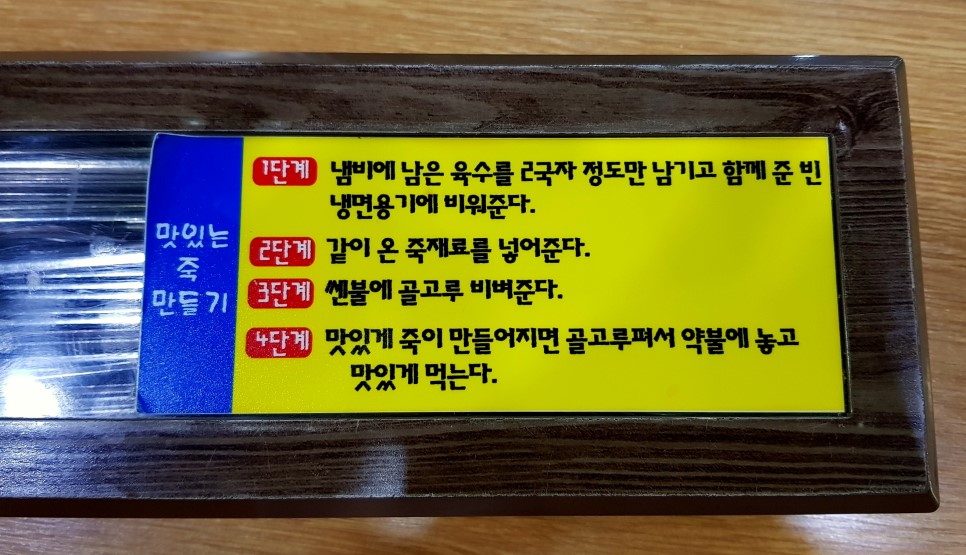 맛있는
죽
만들기
1단계 냄비에 남은 육수를 2국자 정도만 남기고 함께 준 빈
냉면용기에 비워준다.
2단계 같이 온 죽재료를 넣어준다.
3단계 쎈불에 골고루 비벼준다.
4단계 맛있게 죽이 만들어지면 골고루펴서 약불에 놓고
맛있게 먹는다.